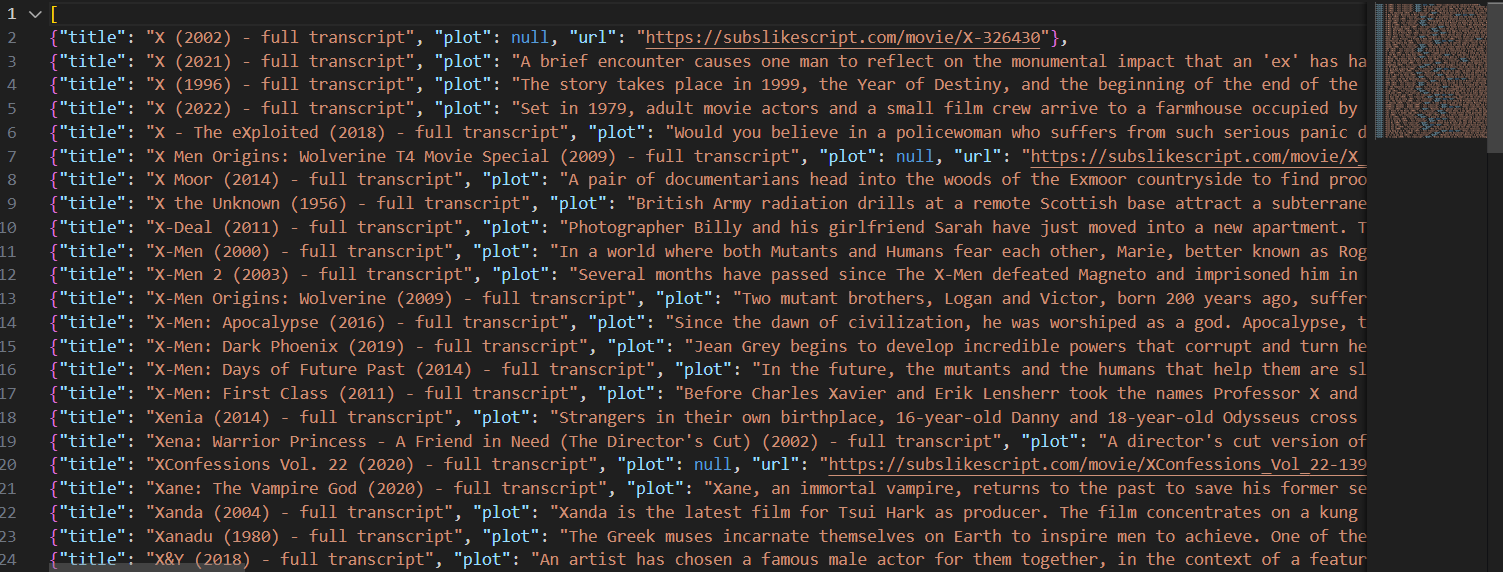 1 [
2 {"title": "X (2002) - full transcript", "plot": null, "url": "https://subslikescript.com/movie/X-326430"},
3 {"title": "X (2021) - full transcript", "plot": "A brief encounter causes one man to reflect on the monumental impact that an 'ex' has ha
4 {"title": "X (1996) - full transcript", "plot": "The story takes place in 1999, the Year of Destiny, and the beginning of the end of the
5 {"title": "X (2022) - full transcript", "plot": "Set in 1979, adult movie actors and a small film crew arrive to a farmhouse occupied by
6 {"title": "X - The eXploited (2018) - full transcript", "plot": "Would you believe in a policewoman who suffers from such serious panic d
7 {"title": "X Men Origins: Wolverine T4 Movie Special (2009) - full transcript", "plot": null, "url": "https://subslikescript.com/movie/X_
8 {"title": "X Moor (2014) - full transcript", "plot": "A pair of documentarians head into the woods of the Exmoor countryside to find proo
9 {"title": "X the Unknown (1956) - full transcript", "plot": "British Army radiation drills at a remote Scottish base attract a subterrane
10 {"title": "X-Deal (2011) - full transcript", "plot": "Photographer Billy and his girlfriend Sarah have just moved into a new apartment. T
11 {"title": "X-Men (2000) - full transcript", "plot": "In a world where both Mutants and Humans fear each other, Marie, better known as Rog
12 {"title": "X-Men 2 (2003) - full transcript", "plot": "Several months have passed since The X-Men defeated Magneto and imprisoned him in
13 {"title": "X-Men Origins: Wolverine (2009) - full transcript", "plot": "Two mutant brothers, Logan and Victor, born 200 years ago, suffer
14 {"title": "X-Men: Apocalypse (2016) - full transcript", "plot": "Since the dawn of civilization, he was worshiped as a god. Apocalypse, t
15 {"title": "X-Men: Dark Phoenix (2019) - full transcript", "plot": "Jean Grey begins to develop incredible powers that corrupt and turn he
16 {"title": "X-Men: Days of Future Past (2014) - full transcript", "plot": "In the future, the mutants and the humans that help them are sl
17 {"title": "X-Men: First Class (2011) - full transcript", "plot": "Before Charles Xavier and Erik Lensherr took the names Professor X and
18 {"title": "Xenia (2014) - full transcript", "plot": "Strangers in their own birthplace, 16-year-old Danny and 18-year-old Odysseus cross
19 {"title": "Xena: Warrior Princess - A Friend in Need (The Director's Cut) (2002) - full transcript", "plot": "A director's cut version of
20 {"title": "XConfessions Vol. 22 (2020) - full transcript", "plot": null, "url": "https://subslikescript.com/movie/XConfessions_Vol_22-139
21 {"title": "Xane: The Vampire God (2020) - full transcript", "plot": "Xane, an immortal vampire, returns to the past to save his former se
22 {"title": "Xanda (2004) - full transcript", "plot": "Xanda is the latest film for Tsui Hark as producer. The film concentrates on a kung
23 {"title": "Xanadu (1980) - full transcript", "plot": "The Greek muses incarnate themselves on Earth to inspire men to achieve. One of the
24 {"title": "X&Y (2018) - full transcript", "plot": "An artist has chosen a famous male actor for them together, in the context of a featur